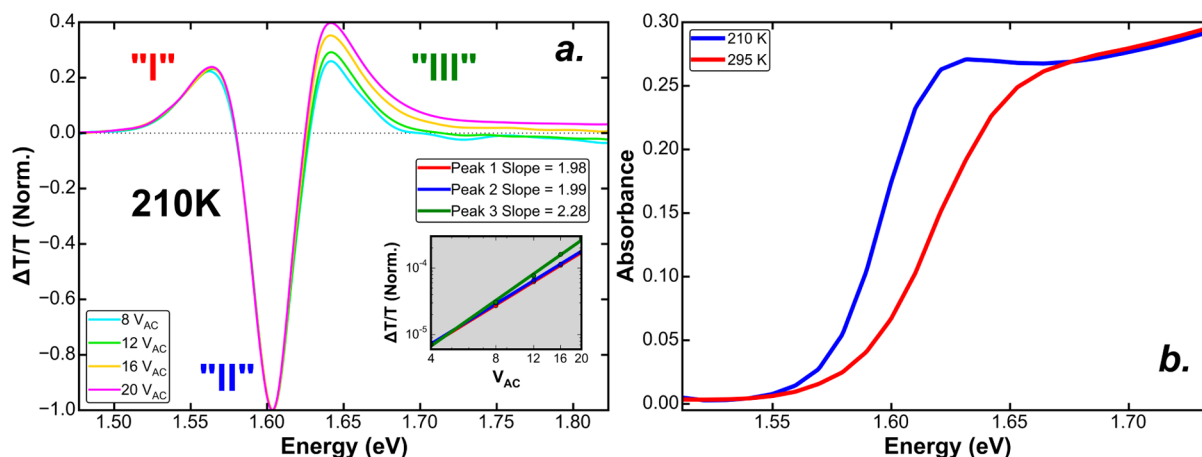 0.4
0.2
0.0
−0.2
−0.4
−0.6
−0.8
−1.0
ΔT/T (Norm.)
"I"
"II"
"III"
a.
210K
8 V_AC
12 V_AC
16 V_AC
20 V_AC
Peak 1 Slope = 1.98
Peak 2 Slope = 1.99
Peak 3 Slope = 2.28
ΔT/T (Norm.)
10⁻⁴
10⁻⁵
4 8 12 16 20
V_AC
1.50 1.55 1.60 1.65 1.70 1.75 1.80
Energy (eV)
0.30
0.25
0.20
0.15
0.10
0.05
0.00
Absorbance
210 K
295 K
b.
1.55 1.60 1.65 1.70
Energy (eV)